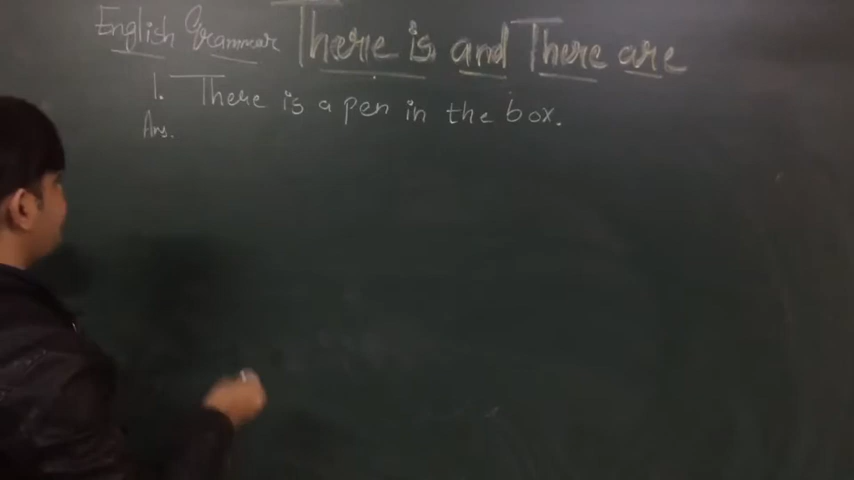 English Grammar There is and There are
1. There is a pen in the box.
Ans.